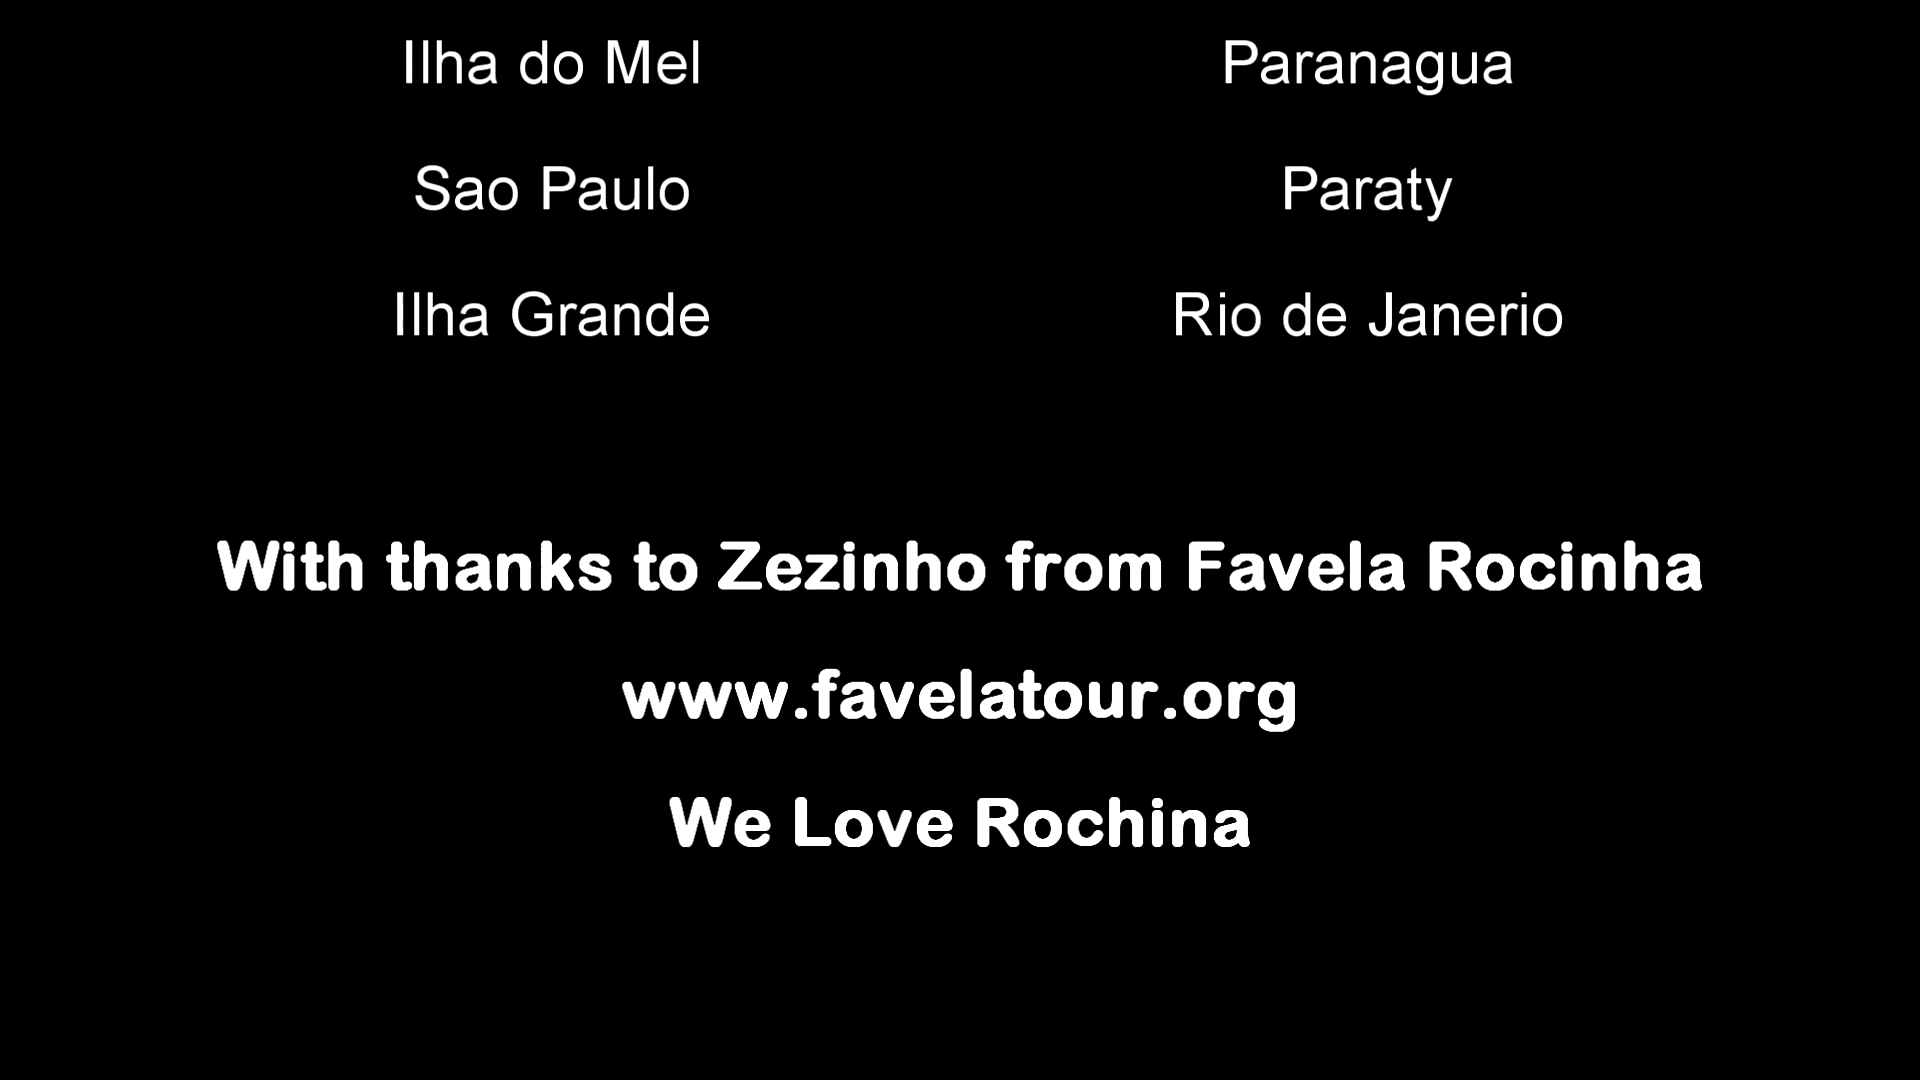 Ilha do Mel Paranagua
Sao Paulo Paraty
Ilha Grande Rio de Janerio
With thanks to Zezinho from Favela Rocinha
www.favelatour.org
We Love Rochina